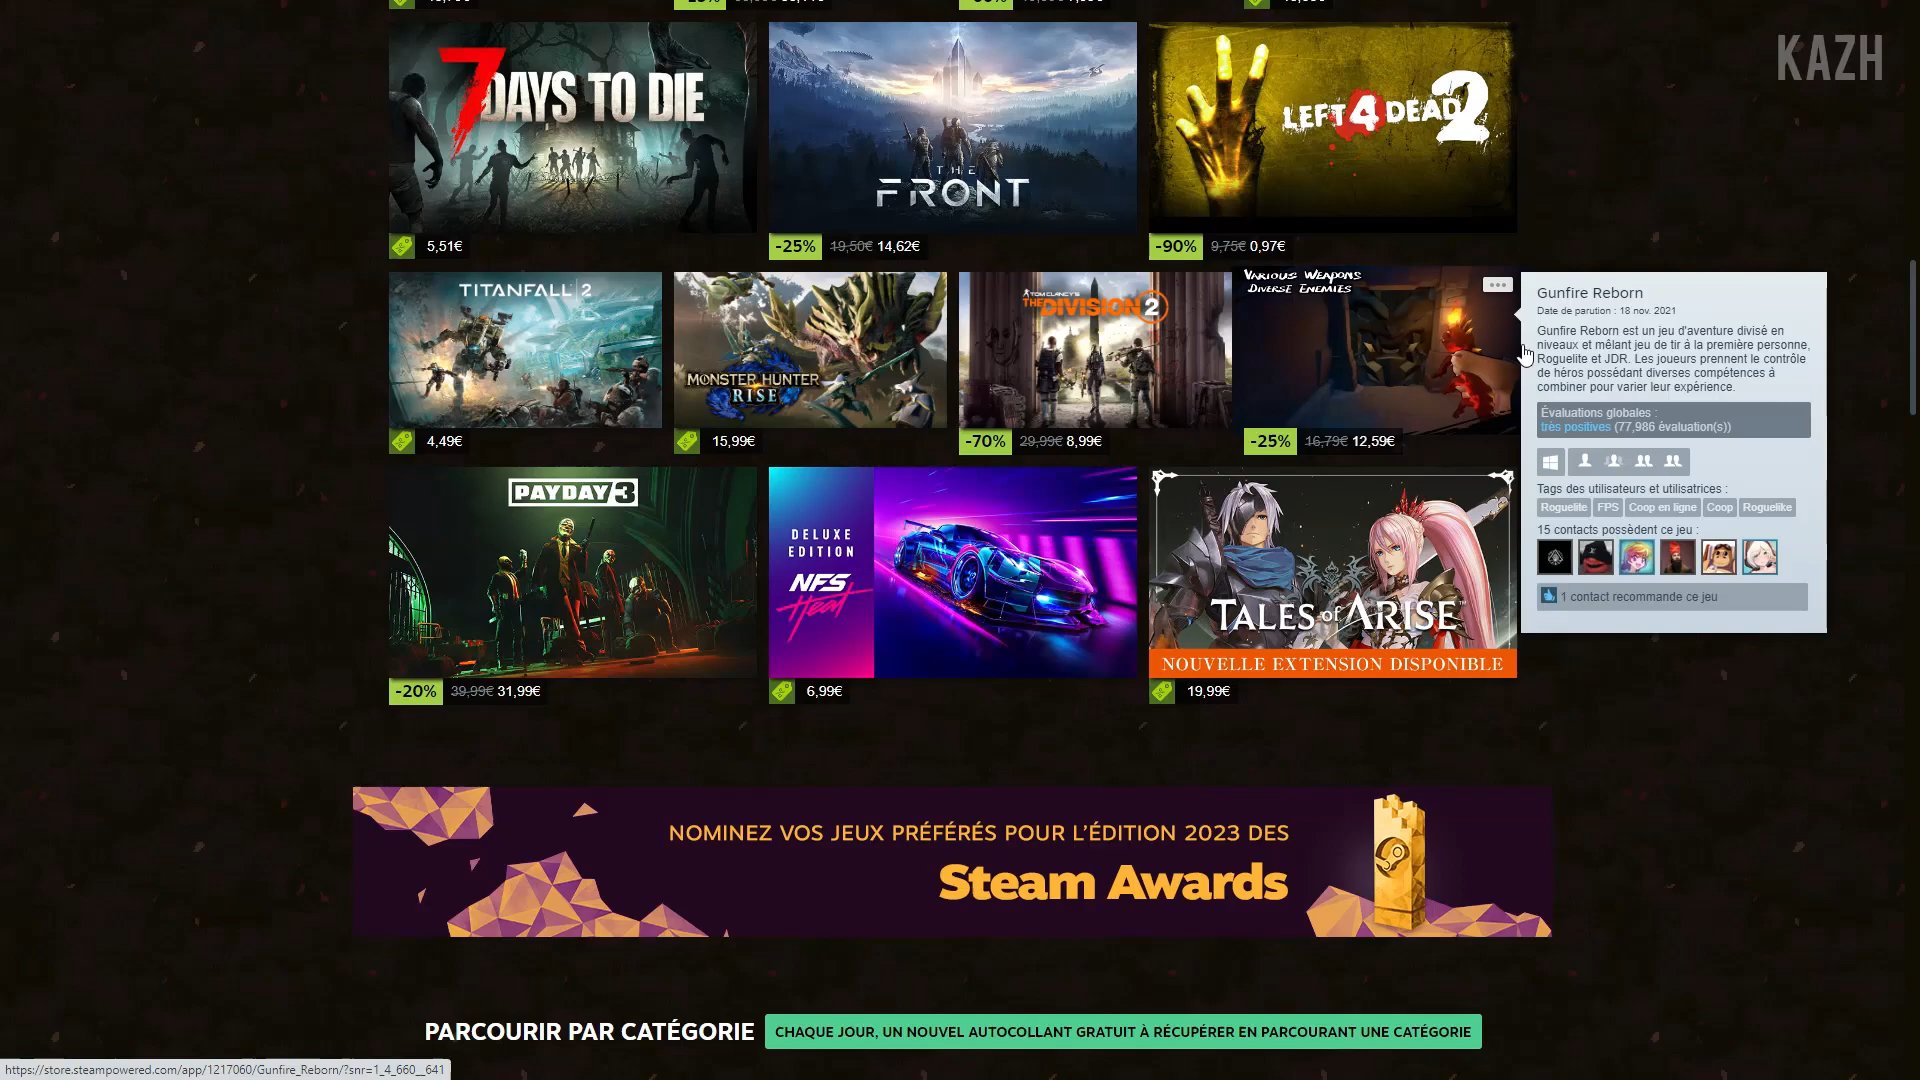 KAZH
7 DAYS TO DIE
THE FRONT
LEFT 4 DEAD 2
5,51€
-25% 19,50€ 14,62€
-90% 9,75€ 0,97€
TITANFALL 2
MONSTER HUNTER
RISE
TOM CLANCY'S
THE DIVISION 2
VARIOUS WEAPONS
DIVERSE ENEMIES
4,49€
15,99€
-70% 29,99€ 8,99€
-25% 16,79€ 12,59€
Gunfire Reborn
Date de parution : 18 nov. 2021
Gunfire Reborn est un jeu d'aventure divisé en
niveaux et mêlant jeu de tir à la première personne,
Roguelite et JDR. Les joueurs prennent le contrôle
de héros possédant diverses compétences à
combiner pour varier leur expérience.
Évaluations globales :
très positives (77,986 évaluation(s))
Tags des utilisateurs et utilisatrices :
Roguelite FPS Coop en ligne Coop Roguelike
15 contacts possèdent ce jeu :
1 contact recommande ce jeu
PAYDAY 3
DELUXE
EDITION
NFS
Heat
TALES of ARISE™
NOUVELLE EXTENSION DISPONIBLE
-20% 39,99€ 31,99€
6,99€
19,99€
NOMINEZ VOS JEUX PRÉFÉRÉS POUR L'ÉDITION 2023 DES
Steam Awards
PARCOURIR PAR CATÉGORIE
CHAQUE JOUR, UN NOUVEL AUTOCOLLANT GRATUIT À RÉCUPÉRER EN PARCOURANT UNE CATÉGORIE
https://store.steampowered.com/app/1217060/Gunfire_Reborn/?snr=1_4_660__641